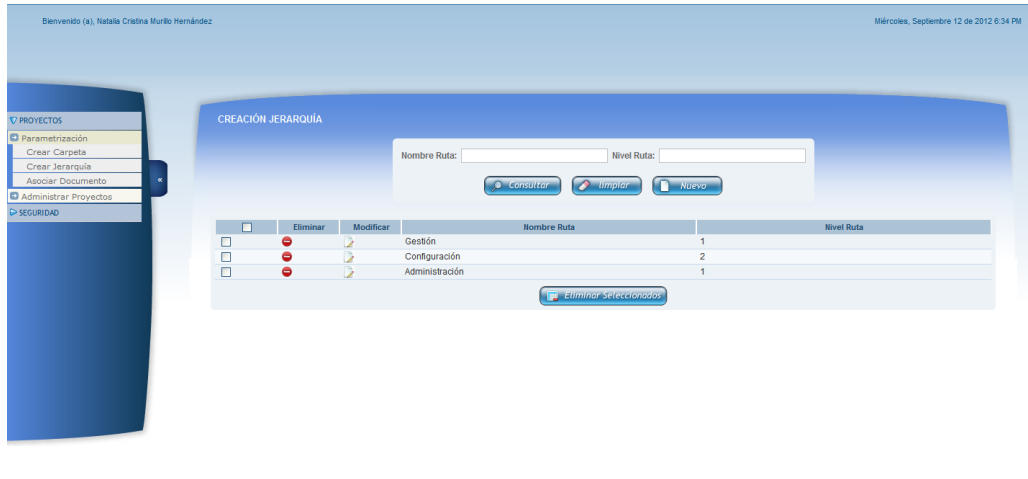 Bienvenido (a), Natalia Cristina Murillo Hernández
Miércoles, Septiembre 12 de 2012 6:34 PM
PROYECTOS
Parametrización
Crear Carpeta
Crear Jerarquía
Asociar Documento
Administrar Proyectos
SEGURIDAD
«
CREACIÓN JERARQUÍA
Nombre Ruta: Nivel Ruta:
Consultar limpiar Nuevo
Eliminar Modificar Nombre Ruta Nivel Ruta
Gestión 1
Configuración 2
Administración 1
Eliminar Seleccionados